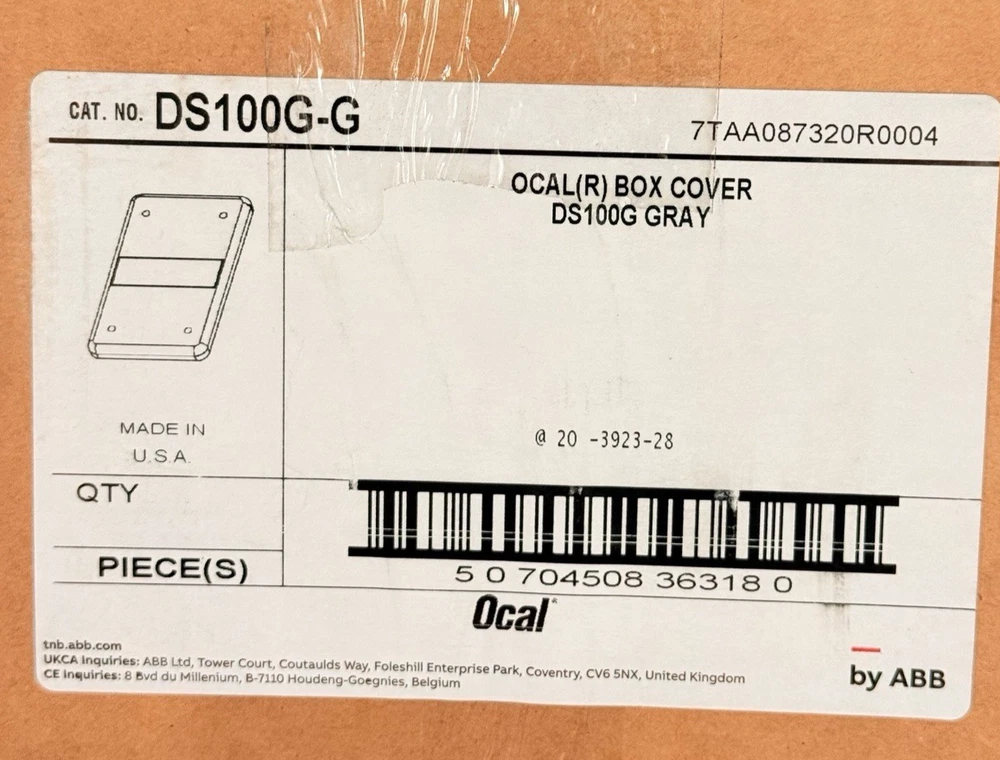 CAT. NO. DS100G-G
7TAA087320R0004
OCAL(R) BOX COVER
DS100G GRAY
MADE IN
U.S.A.
@ 20 -3923-28
QTY
PIECE(S)
5 0 704508 36318 0
Ocal
tnb.abb.com
UKCA Inquiries: ABB Ltd, Tower Court, Coutaulds Way, Foleshill Enterprise Park, Coventry, CV6 5NX, United Kingdom
CE Inquiries: 8 Bvd du Millenium, B-7110 Houdeng-Goegnies, Belgium
by ABB